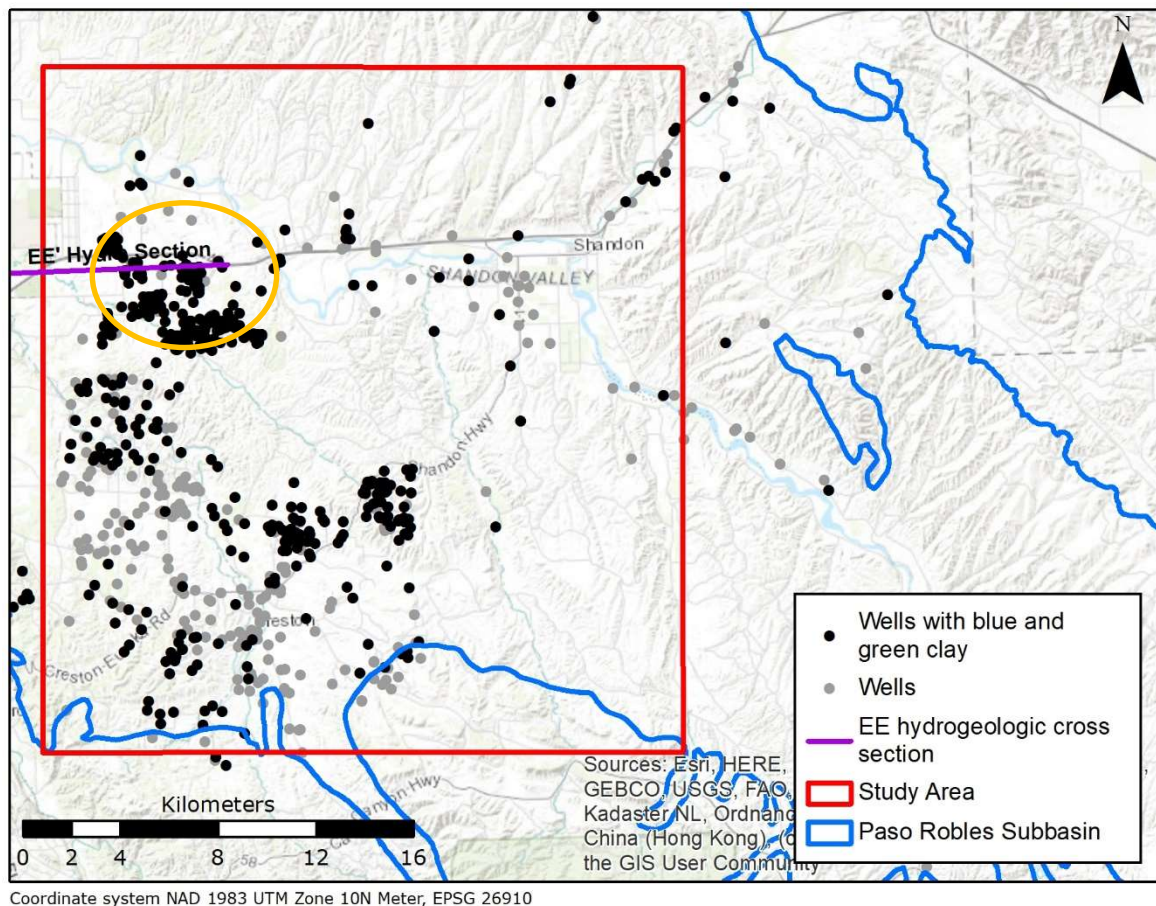 N
EE' Hydro Section
Shandon
SHANDON VALLEY
Shandon Hwy
Creston
Creston-Eureka Rd
Canyon Hwy
58
Wells with blue and
green clay
Wells
EE hydrogeologic cross
section
Study Area
Paso Robles Subbasin
Sources: Esri, HERE,
GEBCO, USGS, FAO,
Kadaster NL, Ordnanc
China (Hong Kong), (c
the GIS User Community
Kilometers
0 2 4 8 12 16
Coordinate system NAD 1983 UTM Zone 10N Meter, EPSG 26910